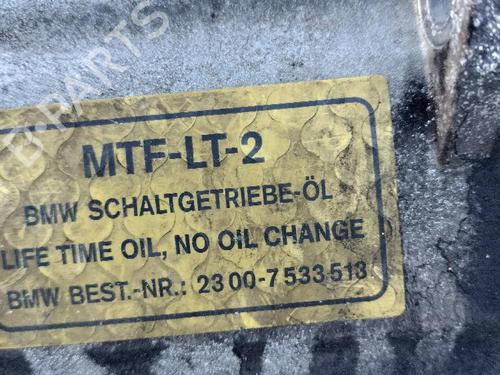 B-PARTS
MTF-LT-2
BMW SCHALTGETRIEBE-ÖL
LIFE TIME OIL, NO OIL CHANGE
BMW BEST.-NR.: 23 00-7 533 513